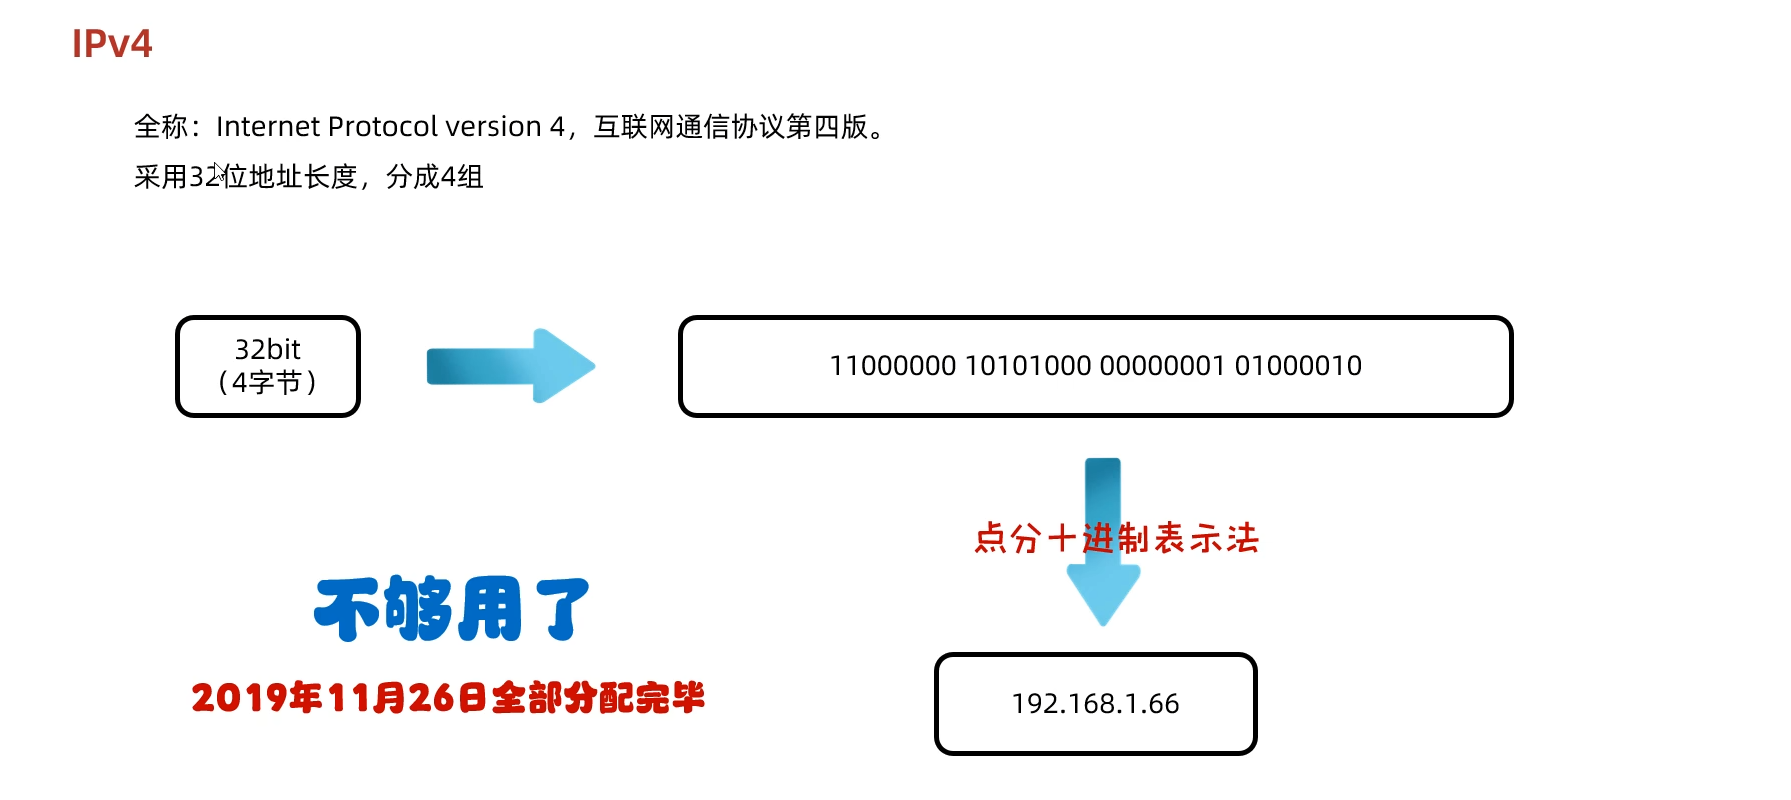 IPv4
全称：Internet Protocol version 4，互联网通信协议第四版。
采用32位地址长度，分成4组
32bit
（4字节）
11000000 10101000 00000001 01000010
点分十进制表示法
不够用了
2019年11月26日全部分配完毕
192.168.1.66